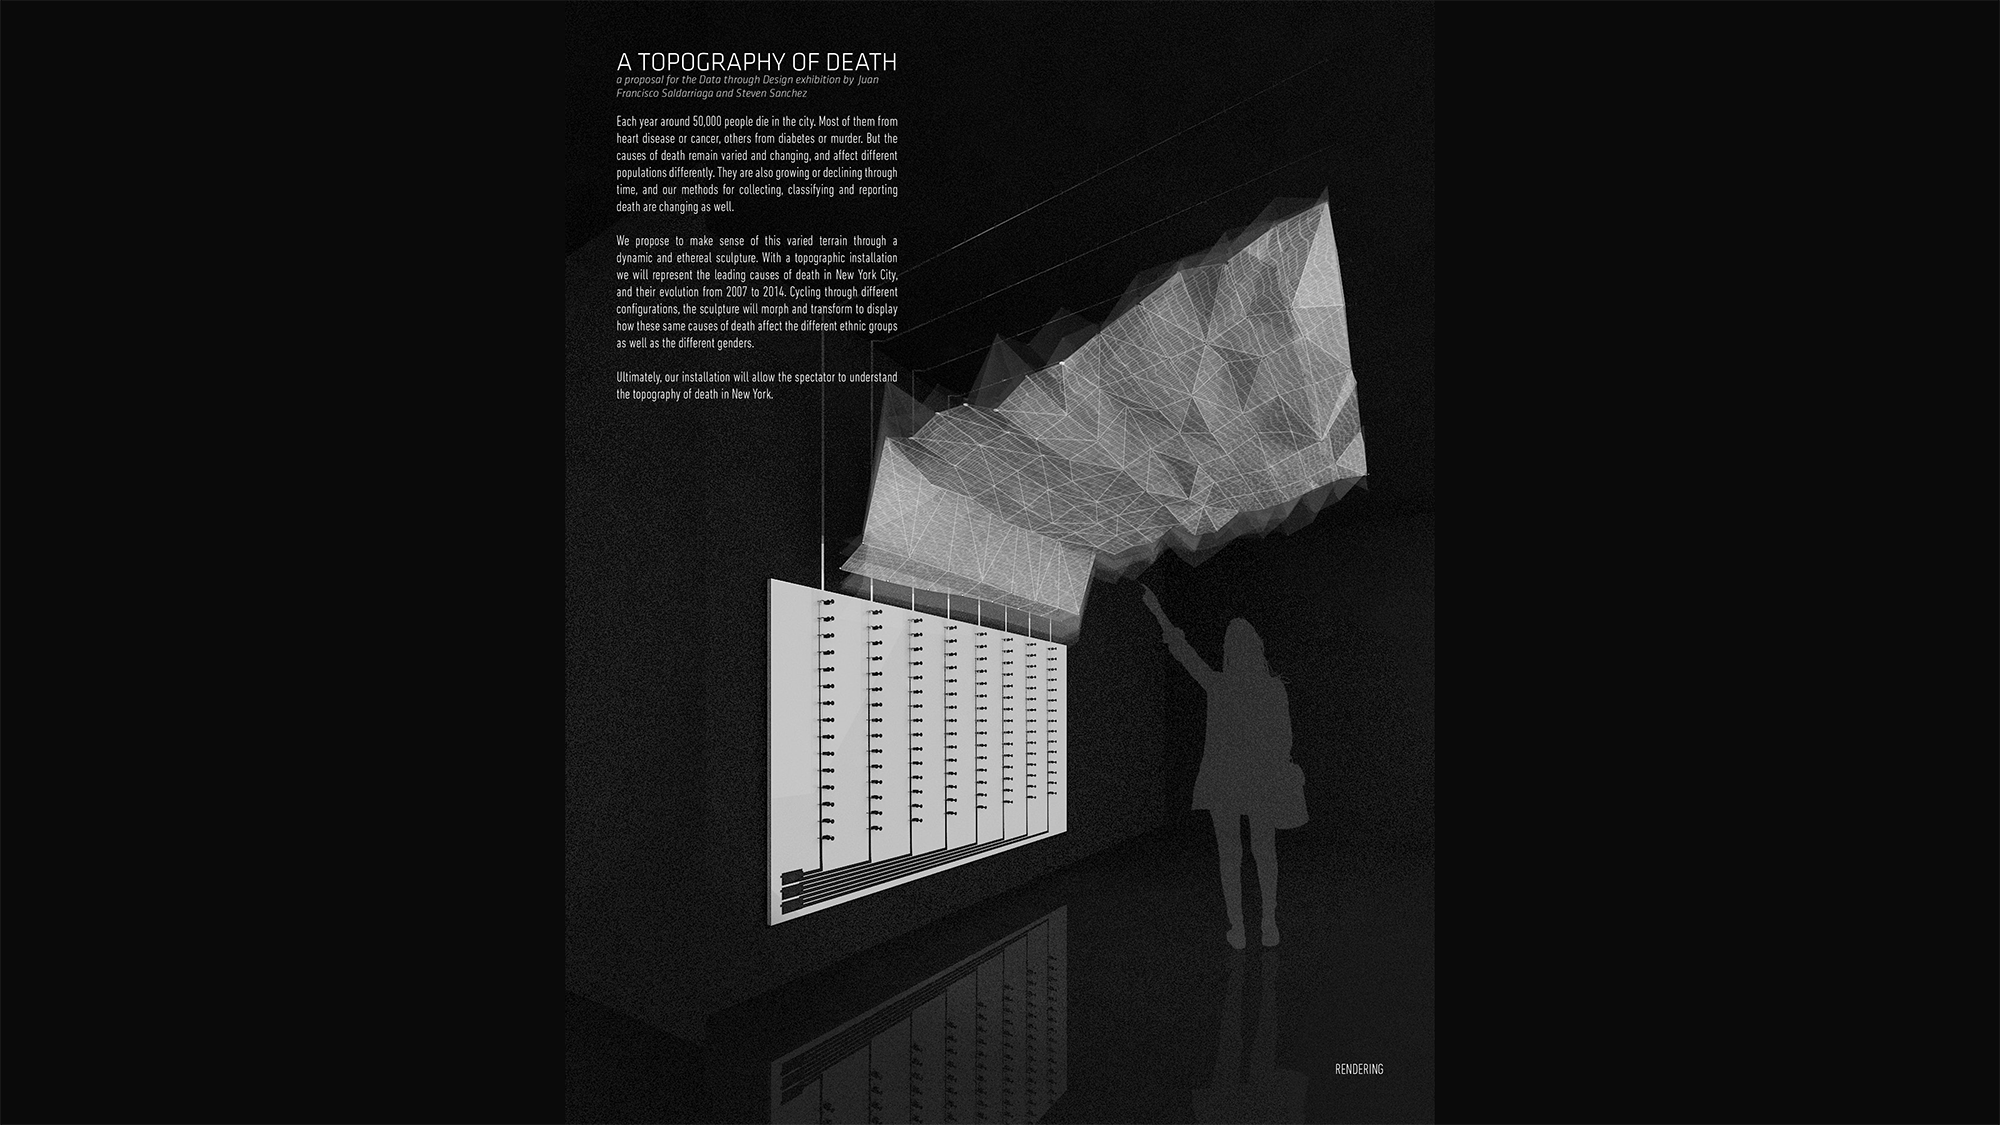 A TOPOGRAPHY OF DEATH
a proposal for the Data through Design exhibition by Juan
Francisco Saldarriaga and Steven Sanchez
Each year around 50,000 people die in the city. Most of them from
heart disease or cancer, others from diabetes or murder. But the
causes of death remain varied and changing, and affect different
populations differently. They are also growing or declining through
time, and our methods for collecting, classifying and reporting
death are changing as well.
We propose to make sense of this varied terrain through a
dynamic and ethereal sculpture. With a topographic installation
we will represent the leading causes of death in New York City,
and their evolution from 2007 to 2014. Cycling through different
configurations, the sculpture will morph and transform to display
how these same causes of death affect the different ethnic groups
as well as the different genders.
Ultimately, our installation will allow the spectator to understand
the topography of death in New York.
RENDERING